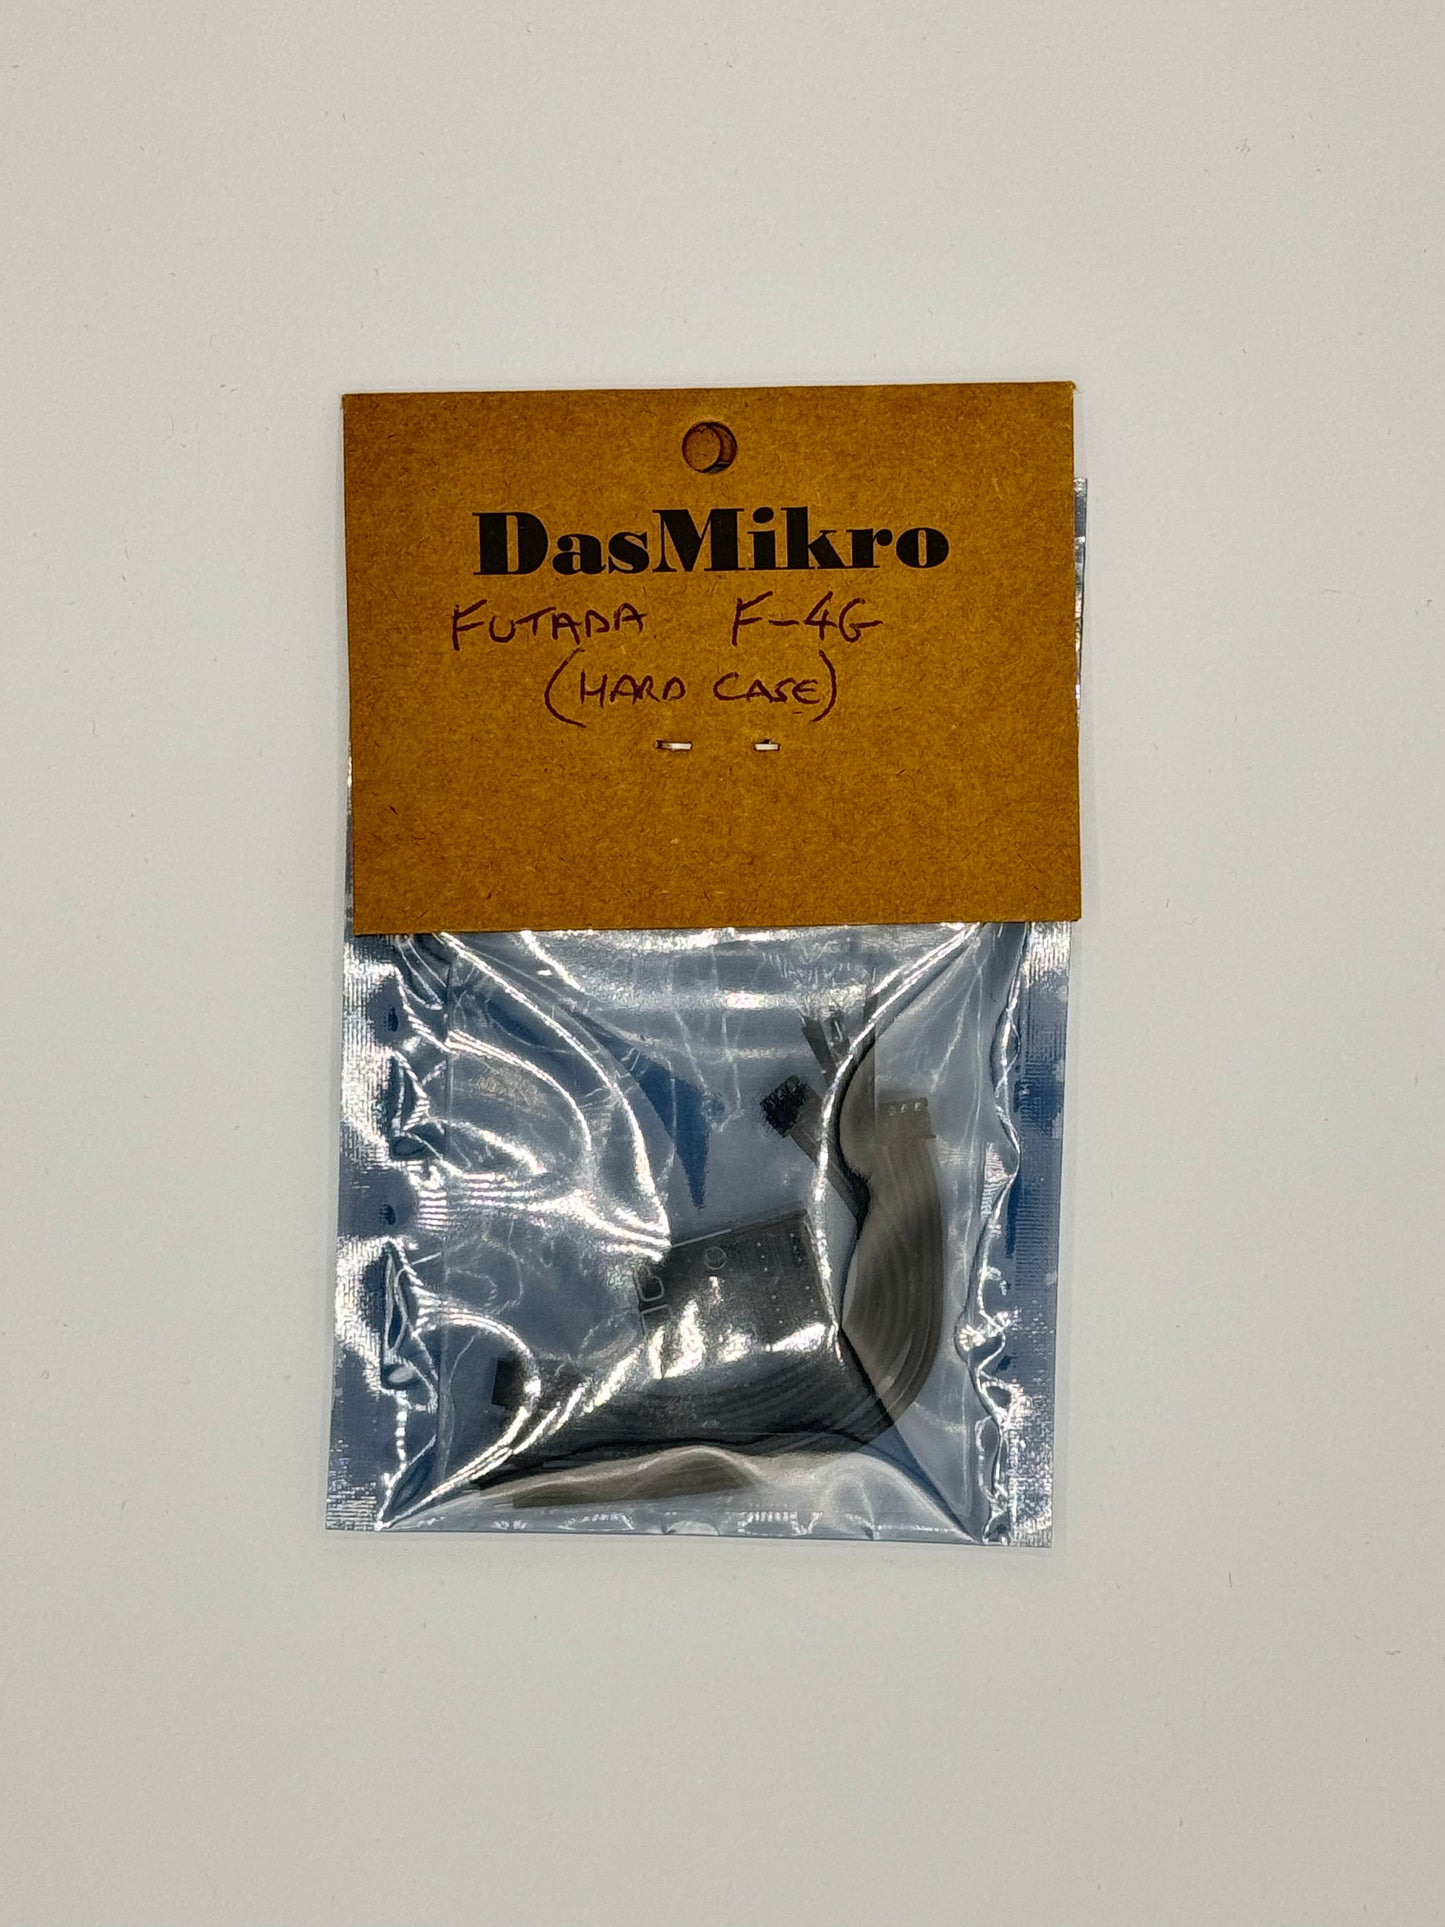 DasMikro
FUTADA F-4G
(HARD CASE)